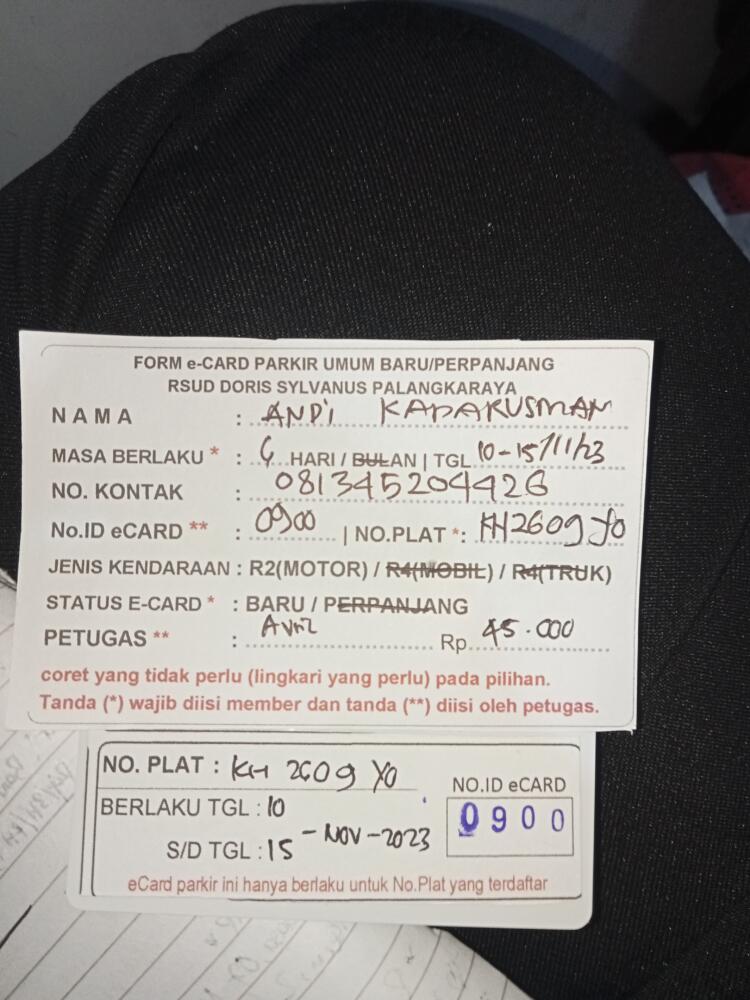 FORM e-CARD PARKIR UMUM BARU/PERPANJANG
RSUD DORIS SYLVANUS PALANGKARAYA
NAMA : ANDI KADARUSMAN
MASA BERLAKU * : HARI / BULAN | TGL 10-15/11/23
NO. KONTAK : 081345204426
No.ID eCARD ** : 0900 | NO.PLAT *: KH 2609 YO
JENIS KENDARAAN : R2(MOTOR) / R4(MOBIL) / R4(TRUK)
STATUS E-CARD * : BARU / PERPANJANG
PETUGAS ** : Rp. 45.000
coret yang tidak perlu (lingkari yang perlu) pada pilihan.
Tanda (*) wajib diisi member dan tanda (**) diisi oleh petugas.
NO. PLAT : KH 2609 YO
NO.ID eCARD
BERLAKU TGL : 10
0900
S/D TGL : 15 - NOV - 2023
eCard parkir ini hanya berlaku untuk No.Plat yang terdaftar